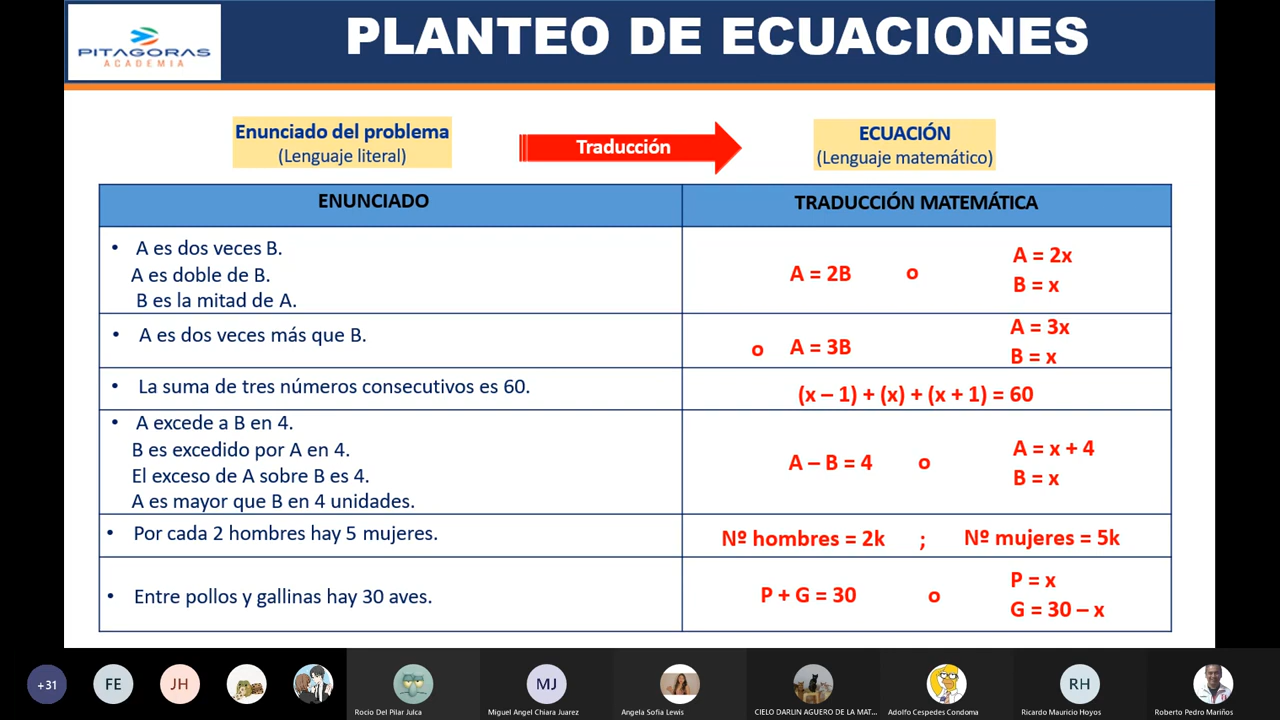 PITAGORAS
ACADEMIA
PLANTEO DE ECUACIONES
Enunciado del problema
(Lenguaje literal)
Traducción
ECUACIÓN
(Lenguaje matemático)
ENUNCIADO
TRADUCCIÓN MATEMÁTICA
• A es dos veces B.
A es doble de B.
B es la mitad de A.
A = 2B o
A = 2x
B = x
• A es dos veces más que B.
o A = 3B
A = 3x
B = x
• La suma de tres números consecutivos es 60.
(x – 1) + (x) + (x + 1) = 60
• A excede a B en 4.
B es excedido por A en 4.
El exceso de A sobre B es 4.
A es mayor que B en 4 unidades.
A – B = 4 o
A = x + 4
B = x
• Por cada 2 hombres hay 5 mujeres.
Nº hombres = 2k ; Nº mujeres = 5k
• Entre pollos y gallinas hay 30 aves.
P + G = 30 o
P = x
G = 30 – x
+31
FE
JH
MJ
RH
Rocio Del Pilar Julca
Miguel Angel Chiara Juarez
Angela Sofia Lewis
CIELO DARLIN AGUERO DE LA MAT...
Adolfo Cespedes Condoma
Ricardo Mauricio Hoyos
Roberto Pedro Mariños